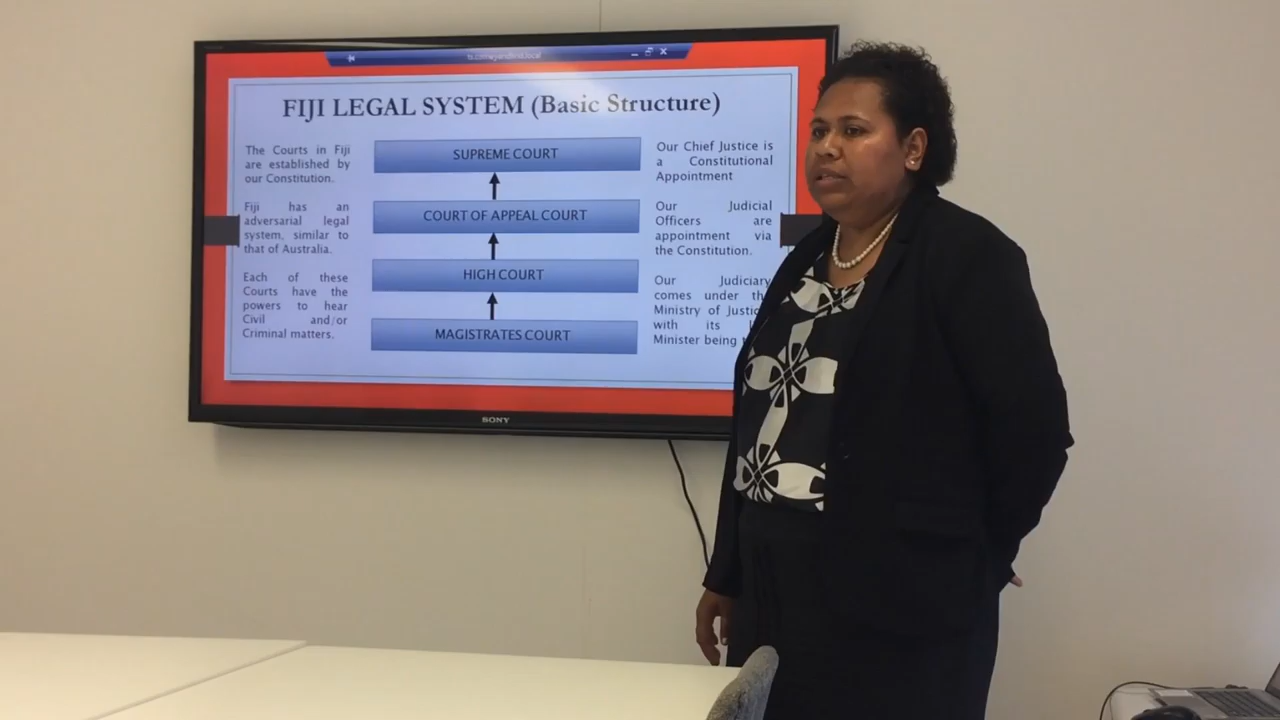 FIJI LEGAL SYSTEM (Basic Structure)
The Courts in Fiji
are established by
our Constitution.
Fiji has an
adversarial legal
system, similar to
that of Australia.
Each of these
Courts have the
powers to hear
Civil and/or
Criminal matters.
SUPREME COURT
COURT OF APPEAL COURT
HIGH COURT
MAGISTRATES COURT
Our Chief Justice is
a Constitutional
Appointment
Our Judicial
Officers are
appointment via
the Constitution.
Our Judiciary
comes under
Ministry of
with its
Minister being
SONY